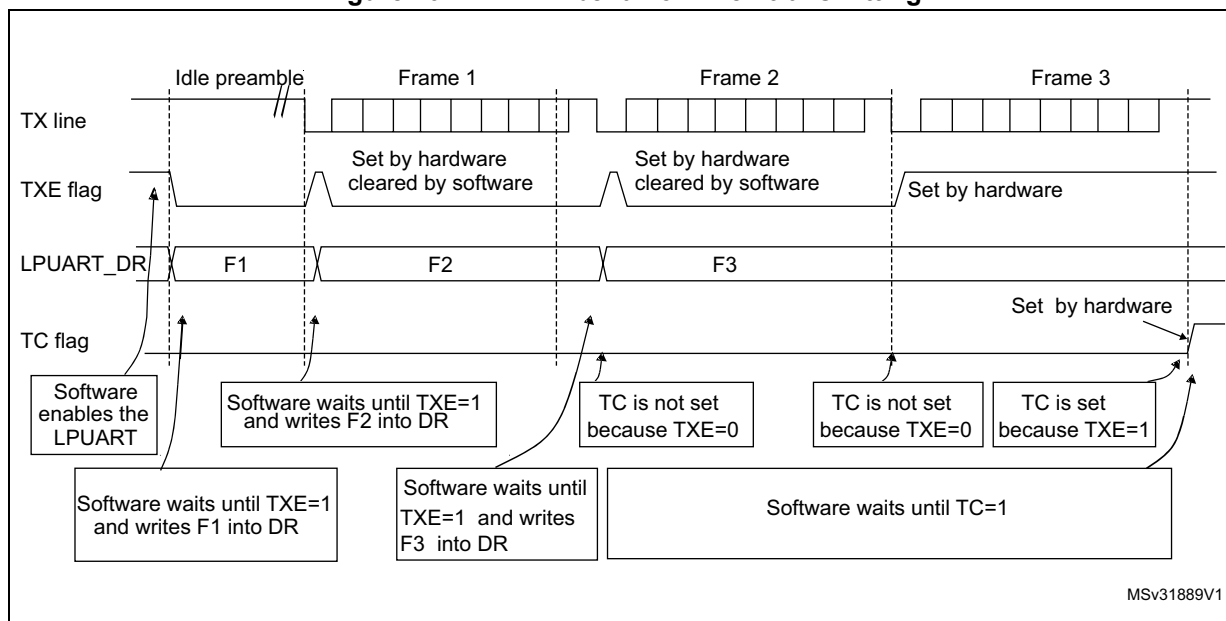 Idle preamble
Frame 1
Frame 2
Frame 3
TX line
TXE flag
Set by hardware
cleared by software
Set by hardware
cleared by software
Set by hardware
LPUART_DR
F1
F2
F3
TC flag
Set by hardware
Software
enables the
LPUART
Software waits until TXE=1
and writes F2 into DR
TC is not set
because TXE=0
TC is not set
because TXE=0
TC is set
because TXE=1
Software waits until TXE=1
and writes F1 into DR
Software waits until
TXE=1 and writes
F3 into DR
Software waits until TC=1
MSv31889V1